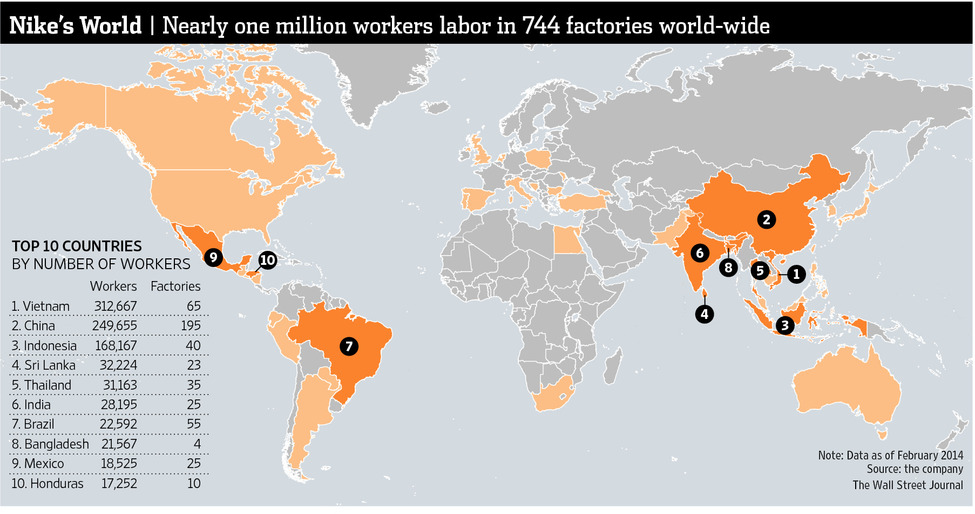 Nike's World | Nearly one million workers labor in 744 factories world-wide
TOP 10 COUNTRIES
BY NUMBER OF WORKERS
Workers Factories
1. Vietnam 312,667 65
2. China 249,655 195
3. Indonesia 168,167 40
4. Sri Lanka 32,224 23
5. Thailand 31,163 35
6. India 28,195 25
7. Brazil 22,592 55
8. Bangladesh 21,567 4
9. Mexico 18,525 25
10. Honduras 17,252 10
9
10
7
2
6
8
5
1
4
3
Note: Data as of February 2014
Source: the company
The Wall Street Journal